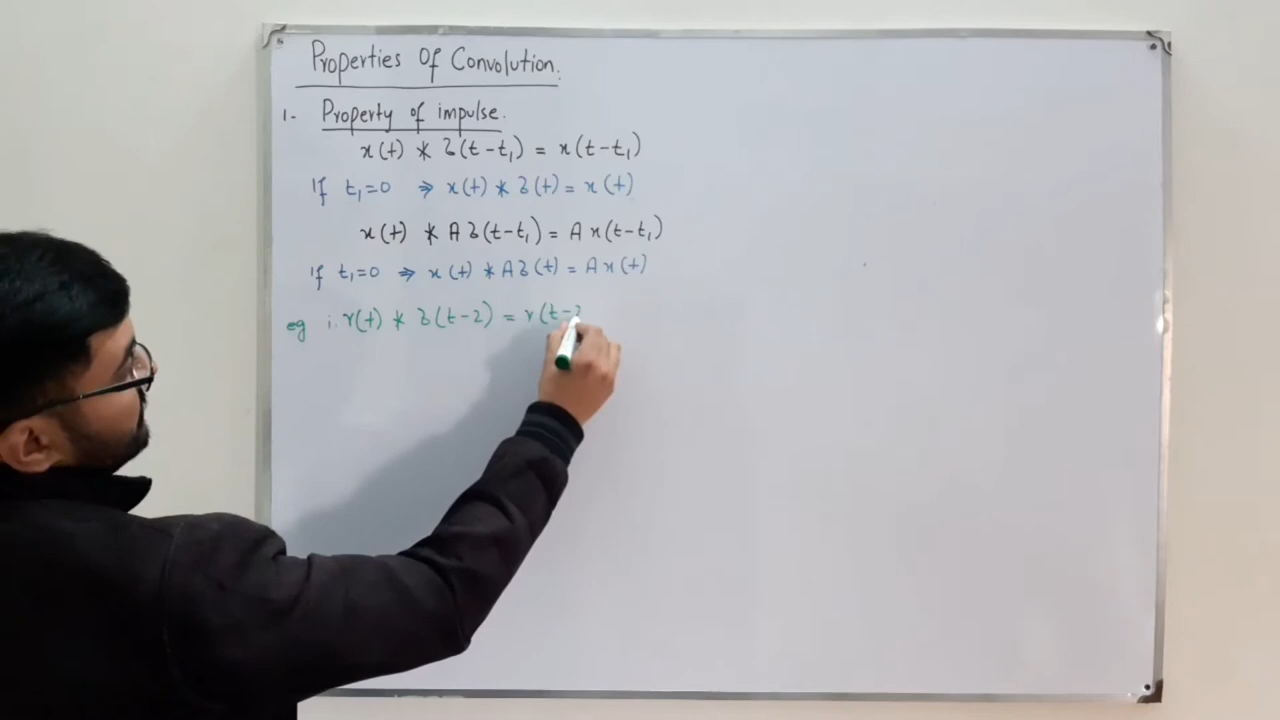 Properties Of Convolution.
1- Property of impulse.
x(t) * δ(t-t₁) = x(t-t₁)
If t₁=0 ⇒ x(t) * δ(t) = x(t)
x(t) * A δ(t-t₁) = A x(t-t₁)
If t₁=0 ⇒ x(t) * A δ(t) = A x(t)
eg i. r(t) * δ(t-2) = r(t-2